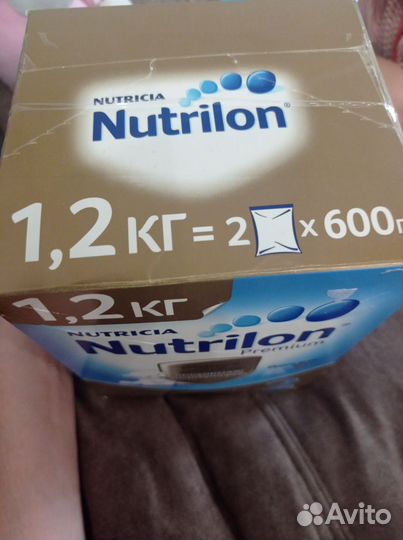 NUTRICIA
Nutrilon®
1,2 КГ = 2 x 600г
1,2 КГ
NUTRICIA
Nutrilon
Premium
Avito